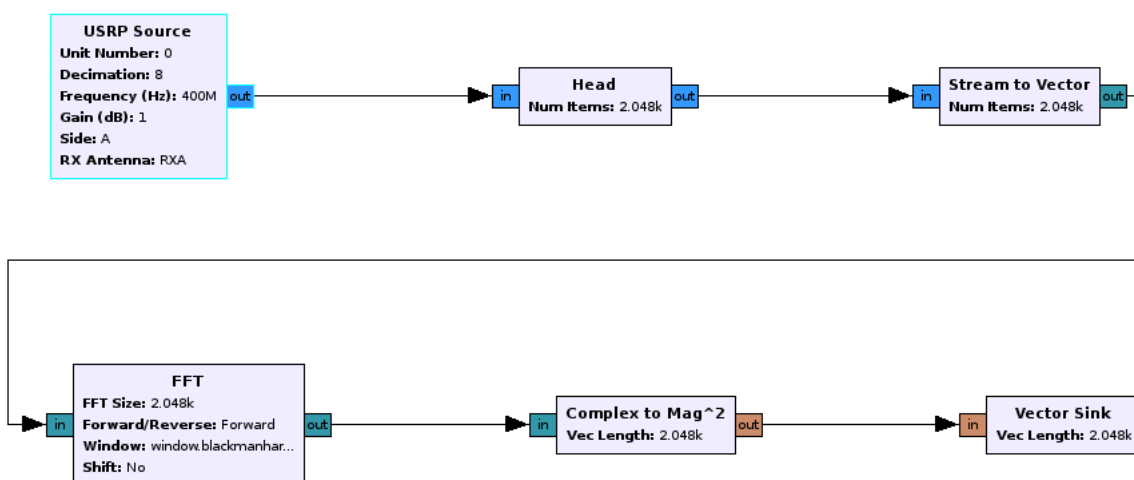 USRP Source
Unit Number: 0
Decimation: 8
Frequency (Hz): 400M
Gain (dB): 1
Side: A
RX Antenna: RXA
out
in
Head
Num Items: 2.048k
out
in
Stream to Vector
Num Items: 2.048k
out
in
FFT
FFT Size: 2.048k
Forward/Reverse: Forward
Window: window.blackmanhar...
Shift: No
out
in
Complex to Mag^2
Vec Length: 2.048k
out
in
Vector Sink
Vec Length: 2.048k